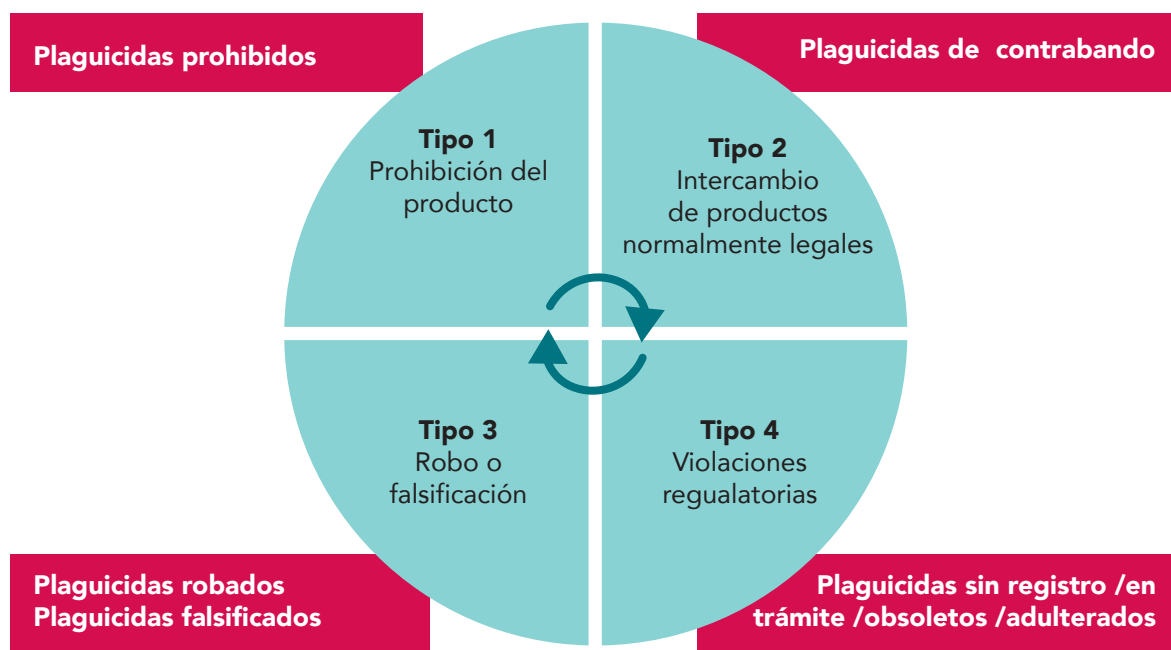 Plaguicidas prohibidos
Plaguicidas de contrabando
Tipo 1
Prohibición del
producto
Tipo 2
Intercambio
de productos
normalmente legales
Tipo 3
Robo o
falsificación
Tipo 4
Violaciones
regualatorias
Plaguicidas robados
Plaguicidas falsificados
Plaguicidas sin registro /en
trámite /obsoletos /adulterados